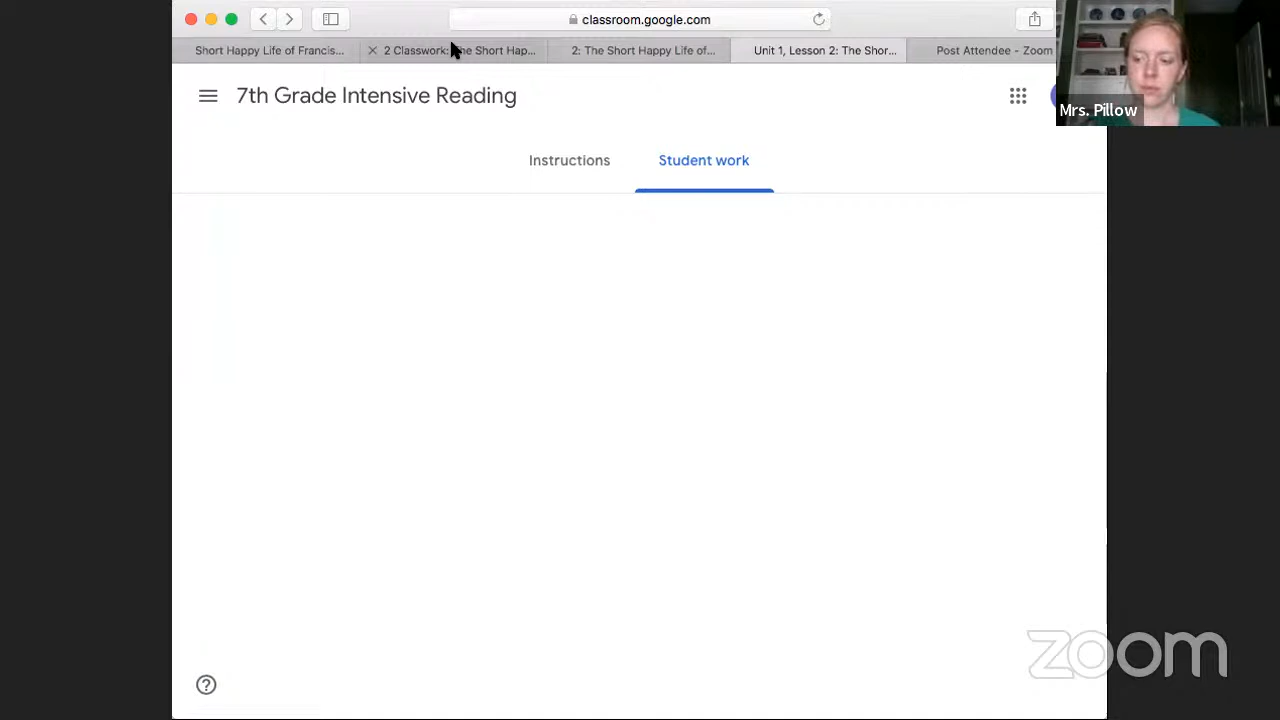 classroom.google.com
Short Happy Life of Francis...
2 Classwork: The Short Hap...
2: The Short Happy Life of...
Unit 1, Lesson 2: The Shor...
Post Attendee - Zoom
7th Grade Intensive Reading
Mrs. Pillow
Instructions
Student work
zoom